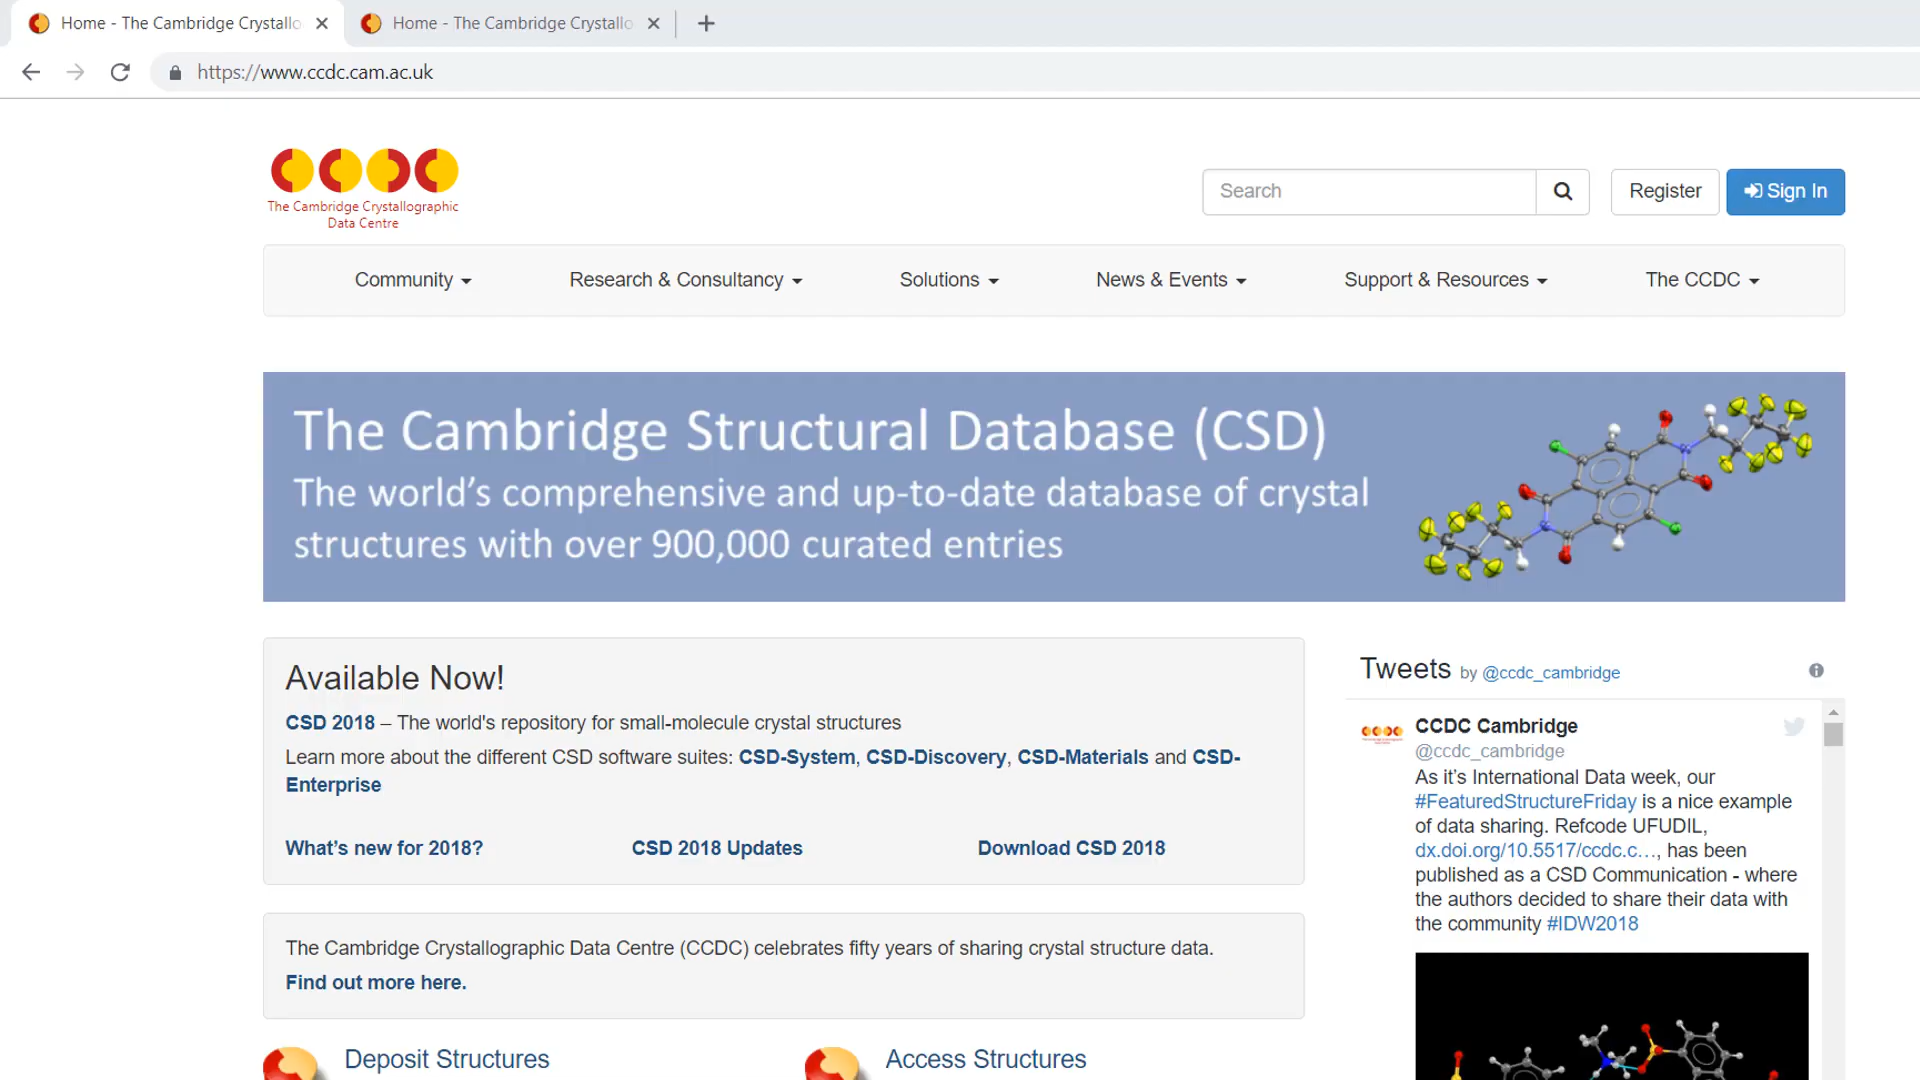 Home - The Cambridge Crystallo
Home - The Cambridge Crystallo
https://www.ccdc.cam.ac.uk
The Cambridge Crystallographic
Data Centre
Search
Register
Sign In
Community
Research & Consultancy
Solutions
News & Events
Support & Resources
The CCDC
The Cambridge Structural Database (CSD)
The world's comprehensive and up-to-date database of crystal
structures with over 900,000 curated entries
Available Now!
CSD 2018 – The world's repository for small-molecule crystal structures
Learn more about the different CSD software suites: CSD-System, CSD-Discovery, CSD-Materials and CSD-
Enterprise
What's new for 2018?
CSD 2018 Updates
Download CSD 2018
The Cambridge Crystallographic Data Centre (CCDC) celebrates fifty years of sharing crystal structure data.
Find out more here.
Deposit Structures
Access Structures
Tweets by @ccdc_cambridge
CCDC Cambridge
@ccdc_cambridge
As it's International Data week, our
#FeaturedStructureFriday is a nice example
of data sharing. Refcode UFUDIL,
dx.doi.org/10.5517/ccdc.c…, has been
published as a CSD Communication - where
the authors decided to share their data with
the community #IDW2018